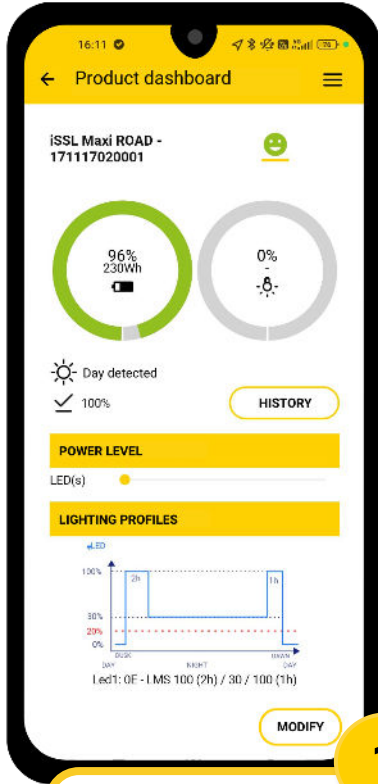 16:11
76
Product dashboard
iSSL Maxi ROAD -
171117020001
96%
230Wh
0%
-
Day detected
100%
HISTORY
POWER LEVEL
LED(s)
LIGHTING PROFILES
LED
100%
2h
1h
30%
20%
0%
DUSK
DAWN
DAY
NIGHT
DAY
Led1: 0E - LMS 100 (2h) / 30 / 100 (1h)
MODIFY